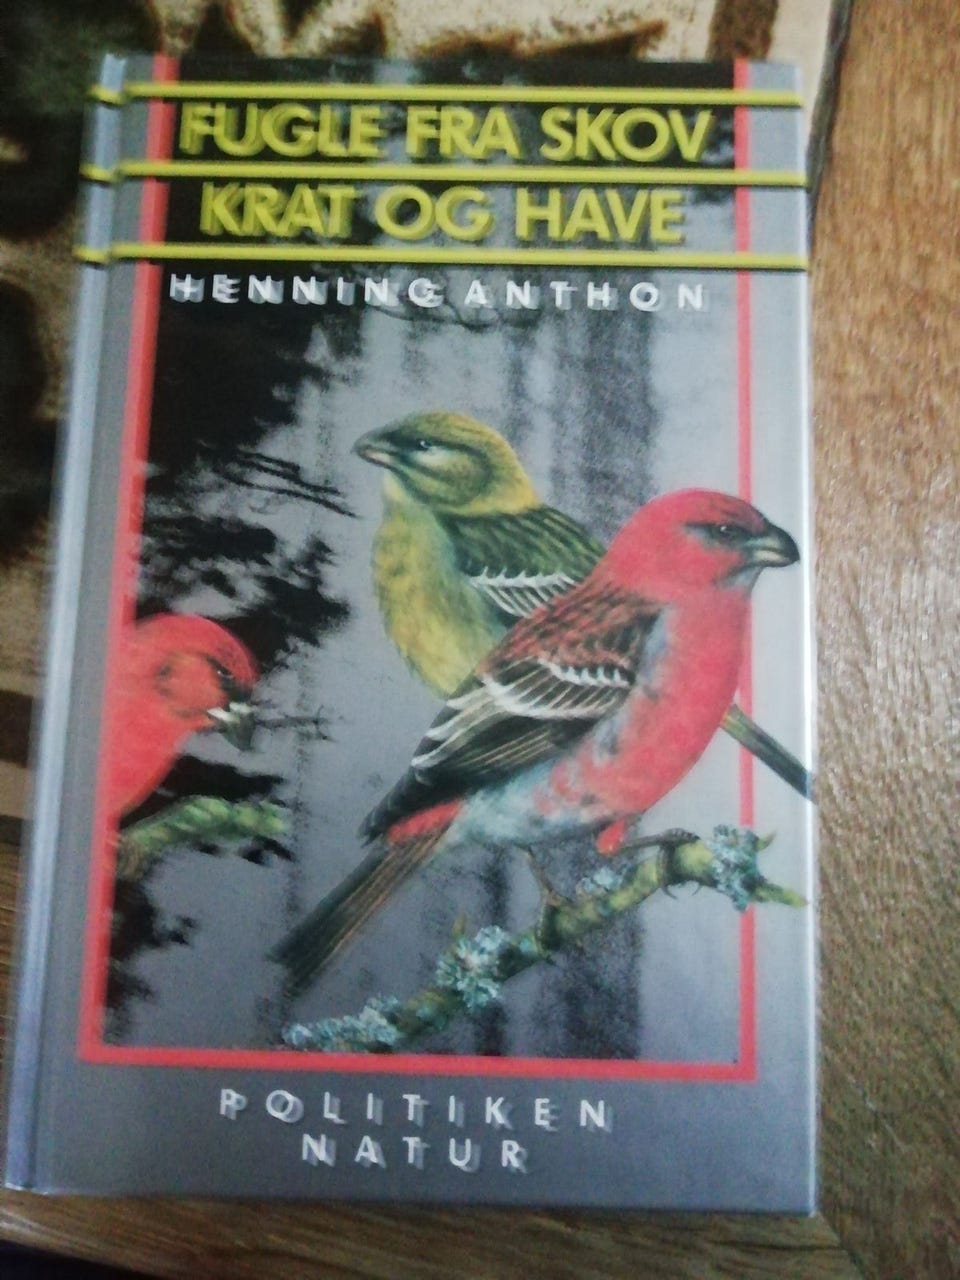 FUGLE FRA SKOV
KRAT OG HAVE
HENNING ANTHON
POLITIKEN
NATUR